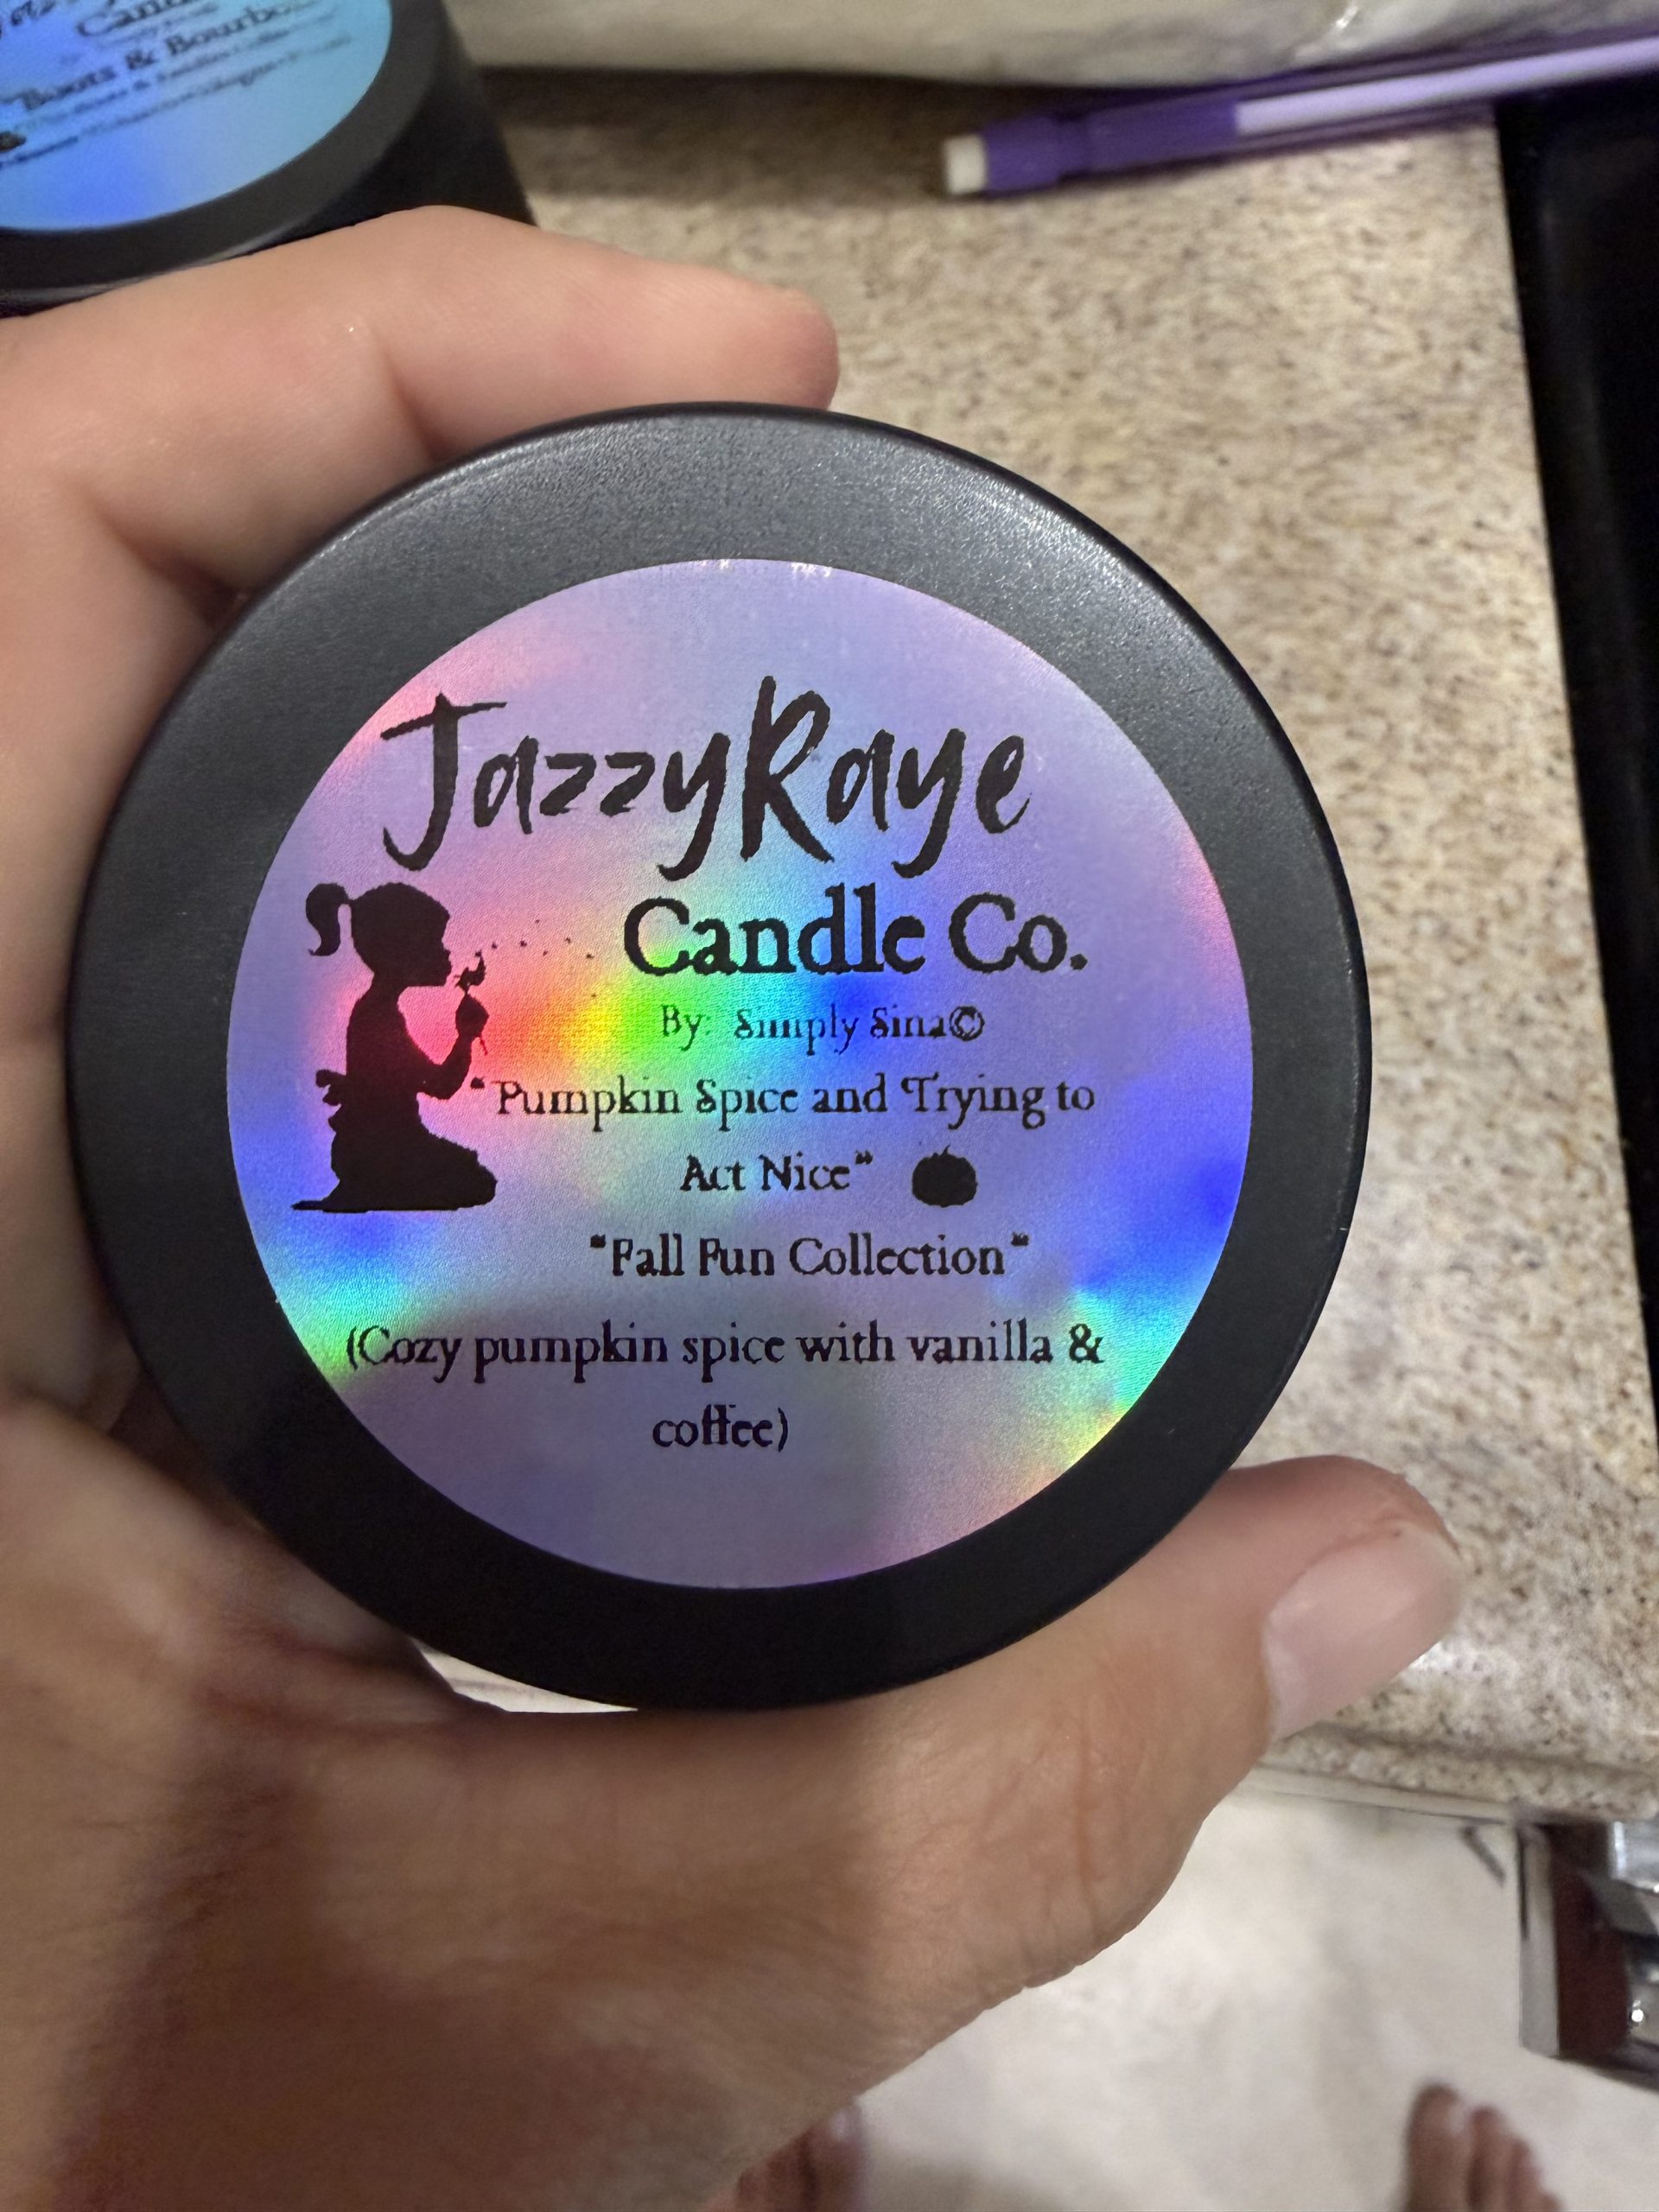 Boots & Bourbon
JazzyRaye
Candle Co.
By: Simply Sina©
"Pumpkin Spice and Trying to
Act Nice"
"Fall Fun Collection"
(Cozy pumpkin spice with vanilla &
coffee)